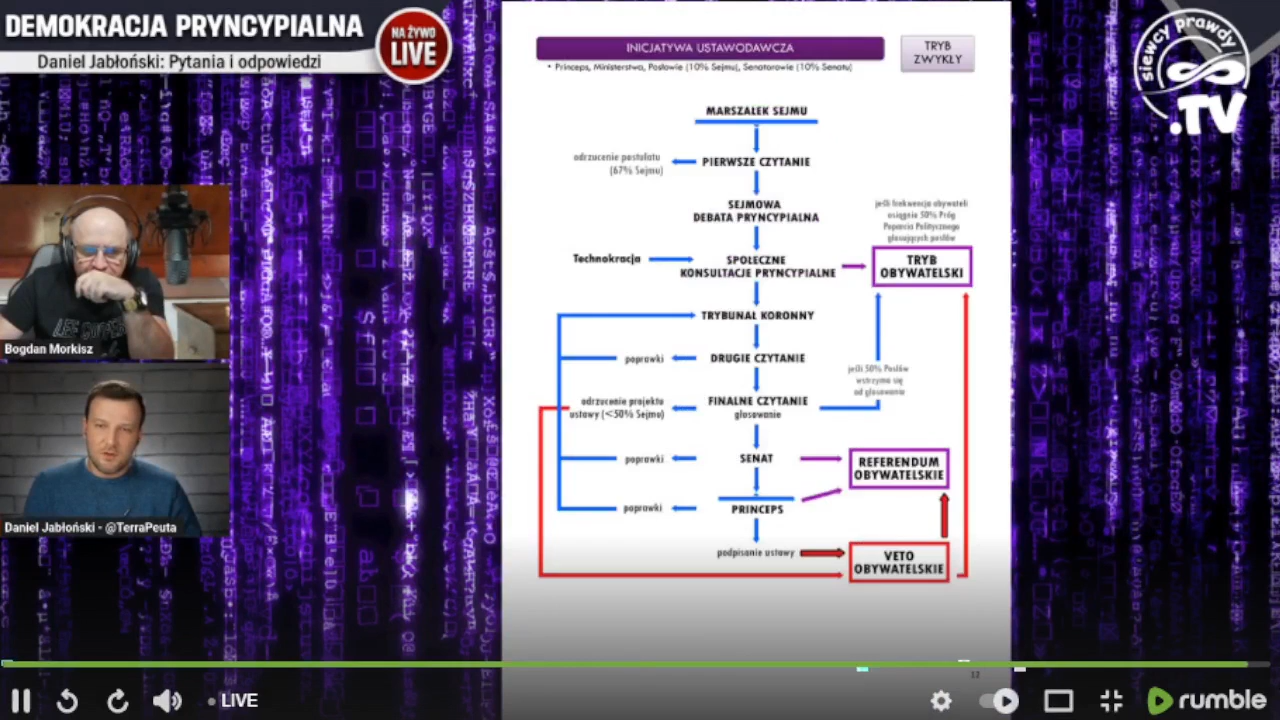 DEMOKRACJA PRYNCYPIALNA
Daniel Jabłoński: Pytania i odpowiedzi
NA ŻYWO
LIVE
siewcy prawdy
.TV
INICJATYWA USTAWODAWCZA
• Princeps, Ministerstwa, Posłowie (10% Sejmu), Senatorowie (10% Senatu)
TRYB
ZWYKŁY
MARSZAŁEK SEJMU
odrzucenie postulatu
(67% Sejmu)
PIERWSZE CZYTANIE
SEJMOWA
DEBATA PRYNCYPIALNA
jeśli frekwencja obywateli
osiągnie 50% Próg
Poparcia Politycznego
głosujących posłów
Technokracja
SPOŁECZNE
KONSULTACJE PRYNCYPIALNE
TRYB
OBYWATELSKI
TRYBUNAŁ KORONNY
poprawki
DRUGIE CZYTANIE
jeśli 50% Posłów
wstrzyma się
od głosowania
odrzucenie projektu
ustawy (<50% Sejmu)
FINALNE CZYTANIE
głosowanie
poprawki
SENAT
REFERENDUM
OBYWATELSKIE
poprawki
PRINCEPS
podpisanie ustawy
VETO
OBYWATELSKIE
Bogdan Morkisz
Daniel Jabłoński - @TerraPeuta
LIVE
rumble